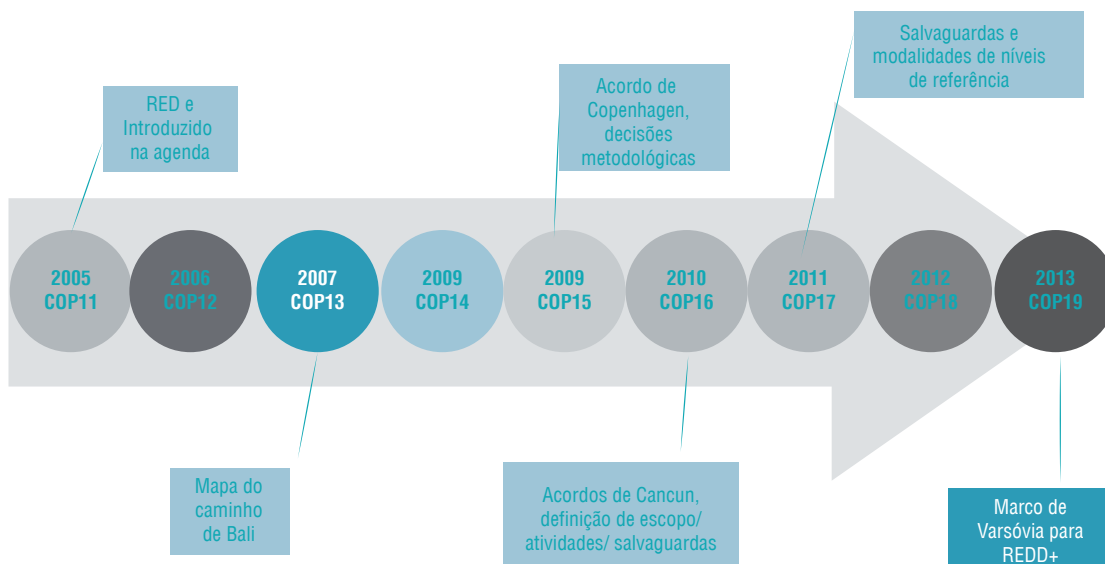 Salvaguardas e
modalidades de níveis
de referência
RED e
Introduzido
na agenda
Acordo de
Copenhagen,
decisões
metodológicas
2005
COP11
2006
COP12
2007
COP13
2009
COP14
2009
COP15
2010
COP16
2011
COP17
2012
COP18
2013
COP19
Mapa do
caminho
de Bali
Acordos de Cancun,
definição de escopo/
atividades/ salvaguardas
Marco de
Varsóvia para
REDD+